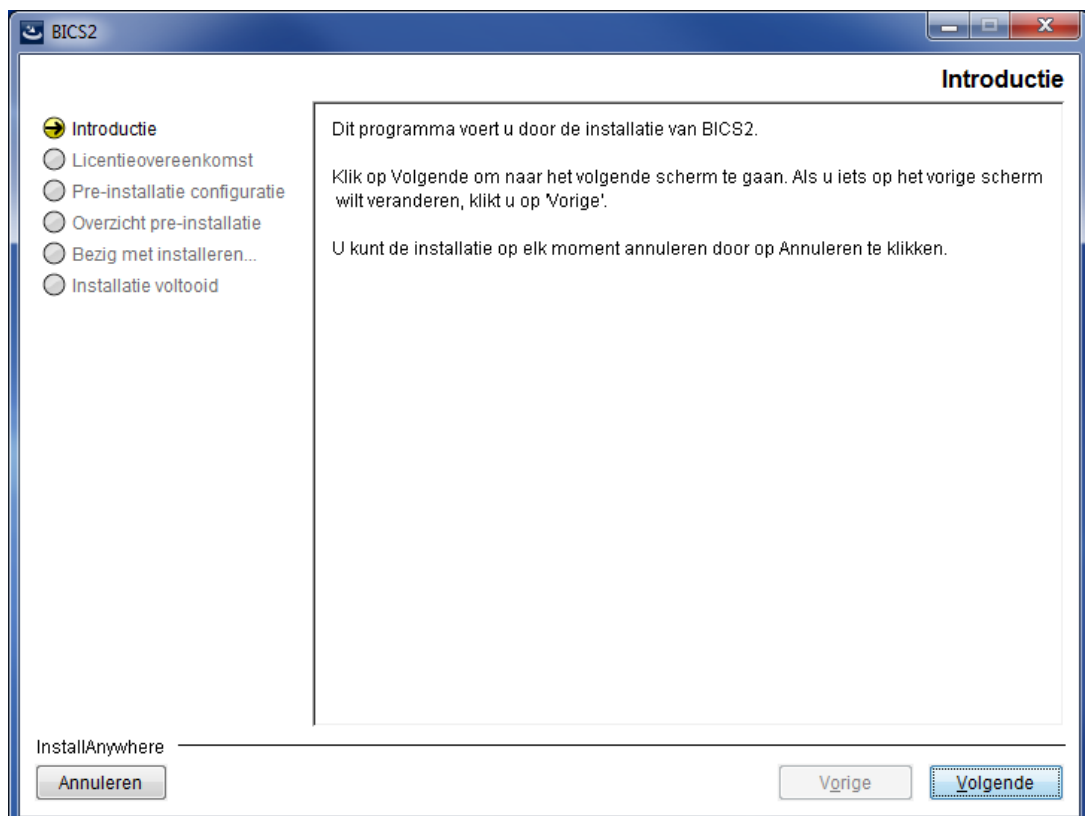 BICS2
Introductie
Introductie
Licentieovereenkomst
Pre-installatie configuratie
Overzicht pre-installatie
Bezig met installeren...
Installatie voltooid
Dit programma voert u door de installatie van BICS2.
Klik op Volgende om naar het volgende scherm te gaan. Als u iets op het vorige scherm
wilt veranderen, klikt u op 'Vorige'.
U kunt de installatie op elk moment annuleren door op Annuleren te klikken.
InstallAnywhere
Annuleren
Vorige
Volgende